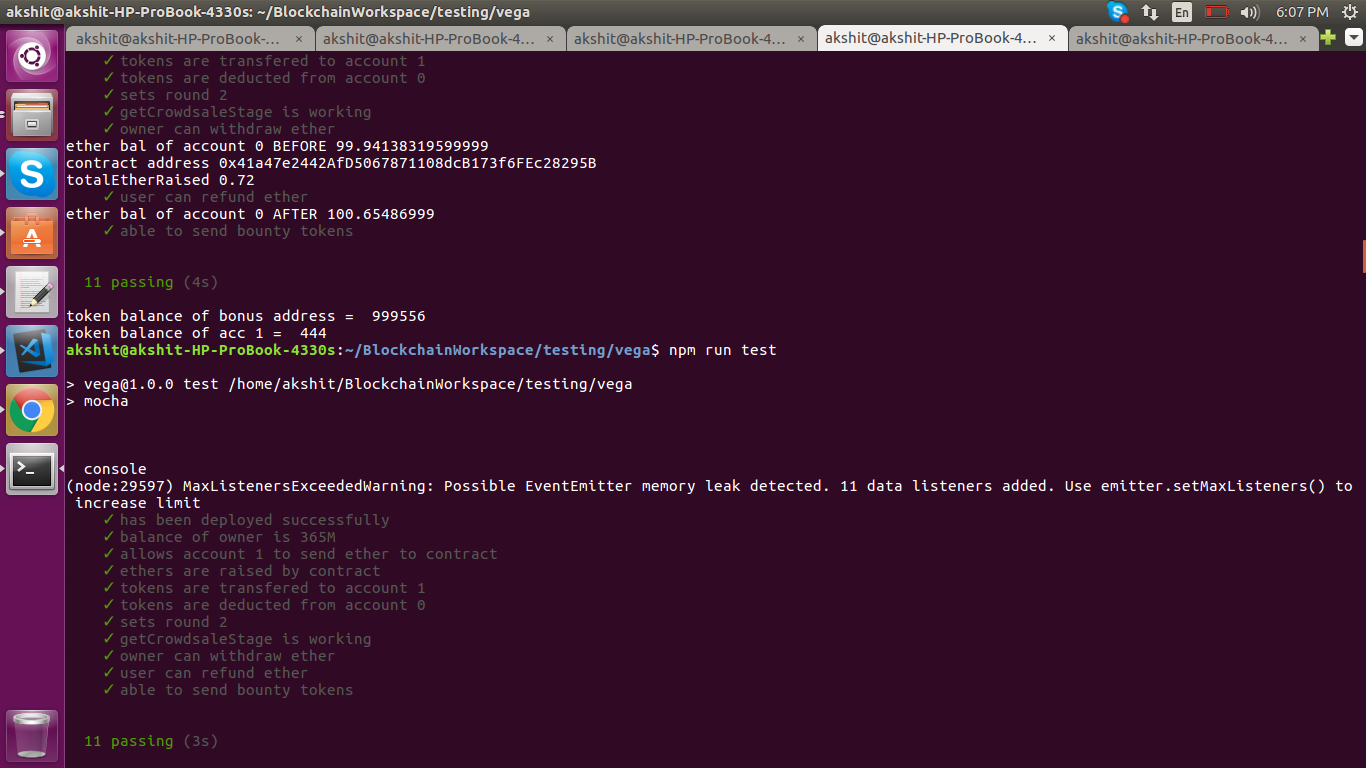 akshit@akshit-HP-ProBook-4330s: ~/BlockchainWorkspace/testing/vega
En
6:07 PM
akshit@akshit-HP-ProBook-4... × akshit@akshit-HP-ProBook-4... × akshit@akshit-HP-ProBook-4... × akshit@akshit-HP-ProBook-4... × akshit@akshit-HP-ProBook-4... ×
✓ tokens are transfered to account 1
✓ tokens are deducted from account 0
✓ sets round 2
✓ getCrowdsaleStage is working
✓ owner can withdraw ether
ether bal of account 0 BEFORE 99.94138319599999
contract address 0x41a47e2442AfD5067871108dcB173f6FEc28295B
totalEtherRaised 0.72
✓ user can refund ether
ether bal of account 0 AFTER 100.65486999
✓ able to send bounty tokens
11 passing (4s)
token balance of bonus address =  999556
token balance of acc 1 =  444
akshit@akshit-HP-ProBook-4330s:~/BlockchainWorkspace/testing/vega$ npm run test
> vega@1.0.0 test /home/akshit/BlockchainWorkspace/testing/vega
> mocha
console
(node:29597) MaxListenersExceededWarning: Possible EventEmitter memory leak detected. 11 data listeners added. Use emitter.setMaxListeners() to
increase limit
✓ has been deployed successfully
✓ balance of owner is 365M
✓ allows account 1 to send ether to contract
✓ ethers are raised by contract
✓ tokens are transfered to account 1
✓ tokens are deducted from account 0
✓ sets round 2
✓ getCrowdsaleStage is working
✓ owner can withdraw ether
✓ user can refund ether
✓ able to send bounty tokens
11 passing (3s)